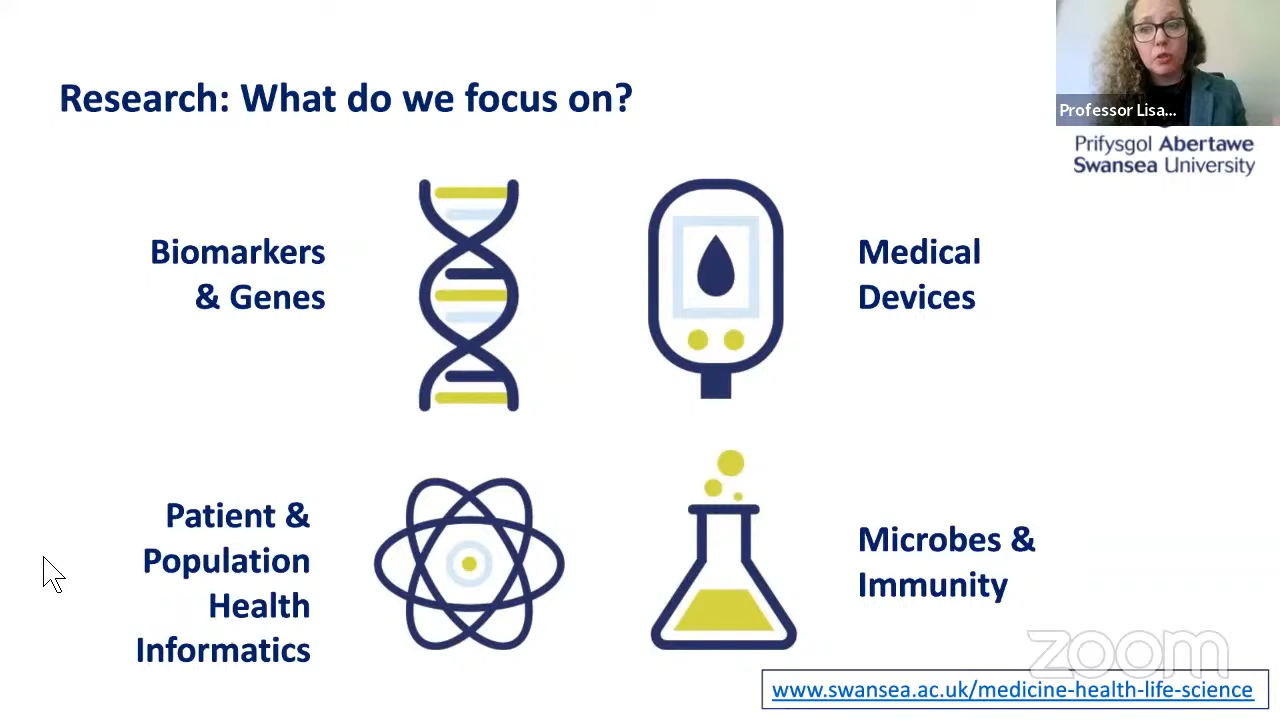 Research: What do we focus on?
Professor Lisa...
Prifysgol Abertawe
Swansea University
Biomarkers
& Genes
Medical
Devices
Patient &
Population
Health
Informatics
Microbes &
Immunity
zoom
www.swansea.ac.uk/medicine-health-life-science